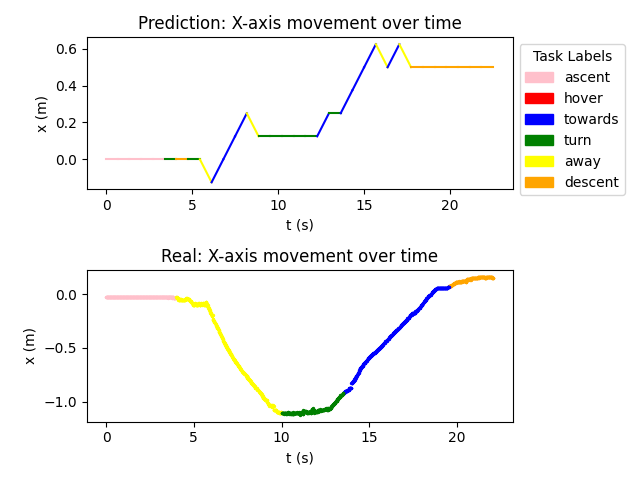 Prediction: X-axis movement over time
0.6
0.4
0.2
0.0
x (m)
0 5 10 15 20
t (s)
Task Labels
ascent
hover
towards
turn
away
descent
Real: X-axis movement over time
0.0
−0.5
−1.0
x (m)
0 5 10 15 20
t (s)